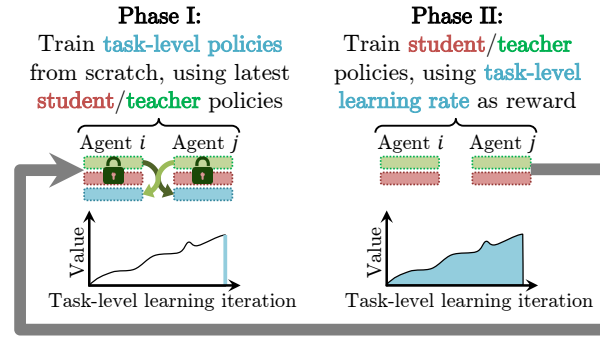 Phase I:
Train task-level policies
from scratch, using latest
student/teacher policies
Agent i
Agent j
Value
Task-level learning iteration
Phase II:
Train student/teacher
policies, using task-level
learning rate as reward
Agent i
Agent j
Value
Task-level learning iteration